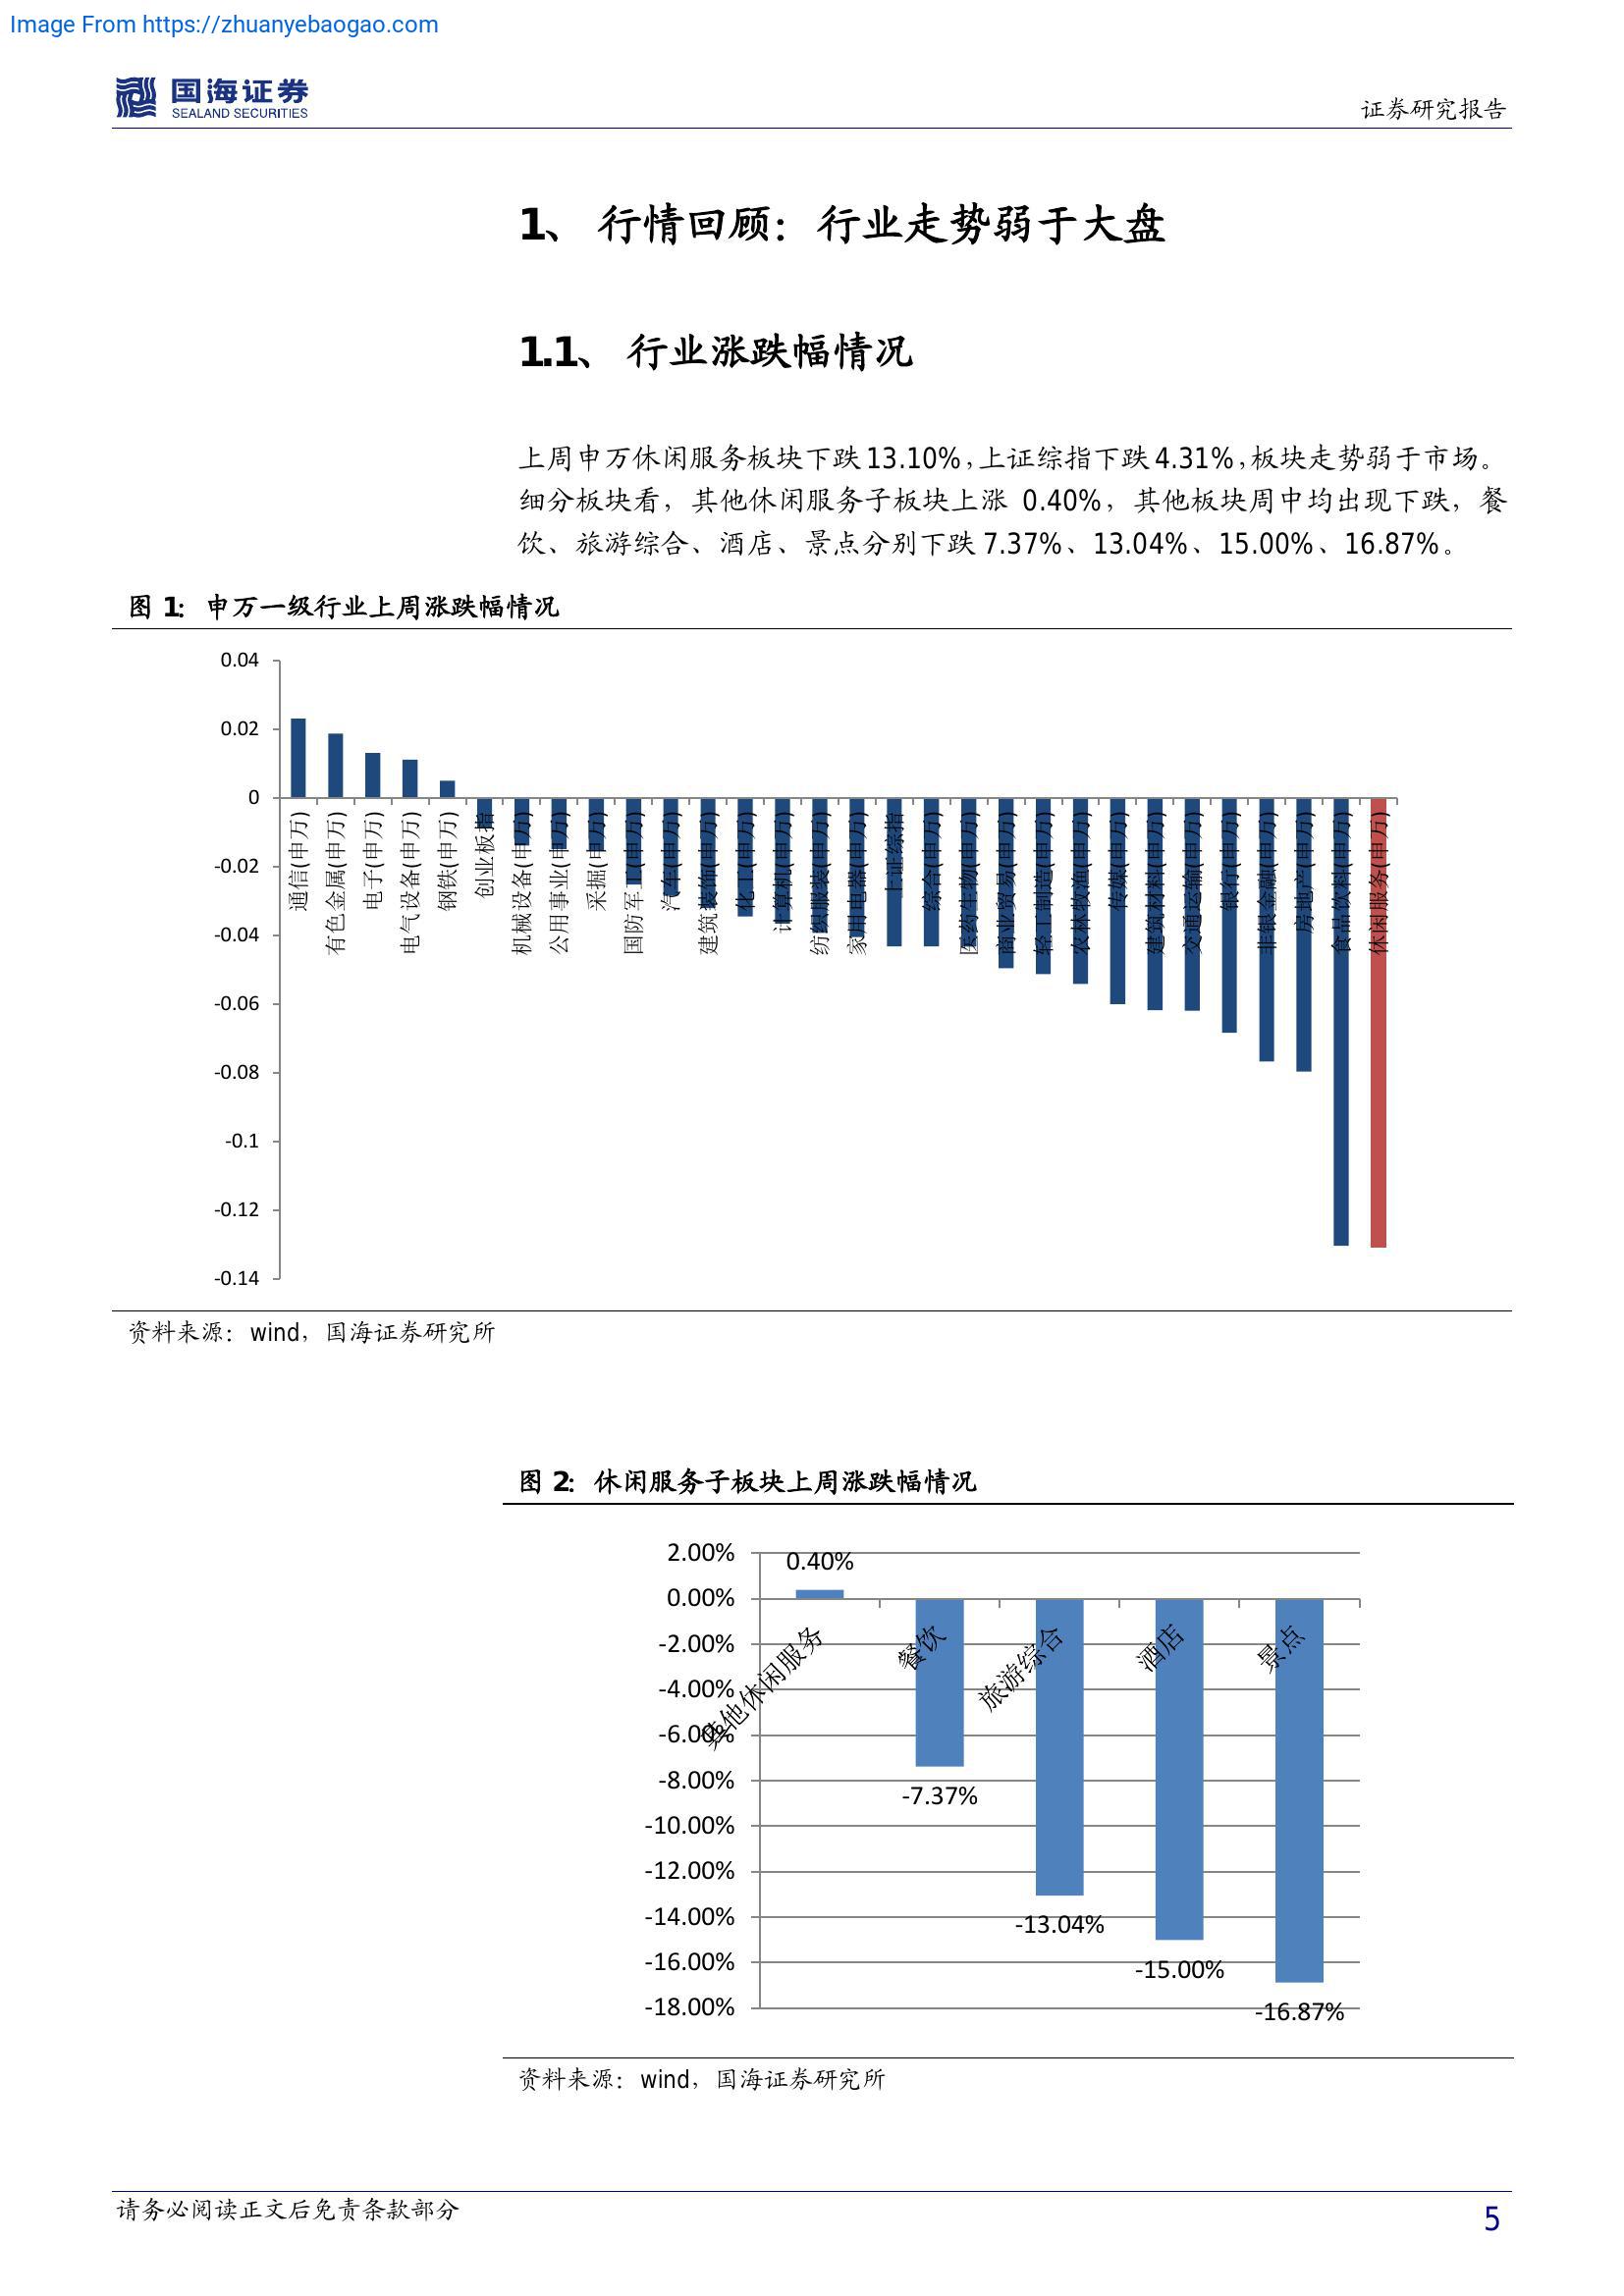 Image From https://zhuanyebaogao.com
国海证券
SEALAND SECURITIES
证券研究报告
1、 行情回顾：行业走势弱于大盘
1.1、 行业涨跌幅情况
上周申万休闲服务板块下跌13.10%，上证综指下跌4.31%，板块走势弱于市场。
细分板块看，其他休闲服务子板块上涨 0.40%，其他板块周中均出现下跌，餐
饮、旅游综合、酒店、景点分别下跌 7.37%、13.04%、15.00%、16.87%。
图 1：申万一级行业上周涨跌幅情况
0.04
0.02
0
-0.02
-0.04
-0.06
-0.08
-0.1
-0.12
-0.14
通信(申万)
有色金属(申万)
电子(申万)
电气设备(申万)
钢铁(申万)
创业板指
机械设备(申万)
公用事业(申万)
采掘(申万)
国防军工(申万)
汽车(申万)
建筑装饰(申万)
化工(申万)
计算机(申万)
纺织服装(申万)
家用电器(申万)
上证综指
综合(申万)
医药生物(申万)
商业贸易(申万)
轻工制造(申万)
农林牧渔(申万)
传媒(申万)
建筑材料(申万)
交通运输(申万)
银行(申万)
非银金融(申万)
房地产(申万)
食品饮料(申万)
休闲服务(申万)
资料来源：wind，国海证券研究所
图 2：休闲服务子板块上周涨跌幅情况
2.00%
0.00%
-2.00%
-4.00%
-6.00%
-8.00%
-10.00%
-12.00%
-14.00%
-16.00%
-18.00%
0.40%
-7.37%
-13.04%
-15.00%
-16.87%
其他休闲服务
餐饮
旅游综合
酒店
景点
资料来源：wind，国海证券研究所
请务必阅读正文后免责条款部分
5